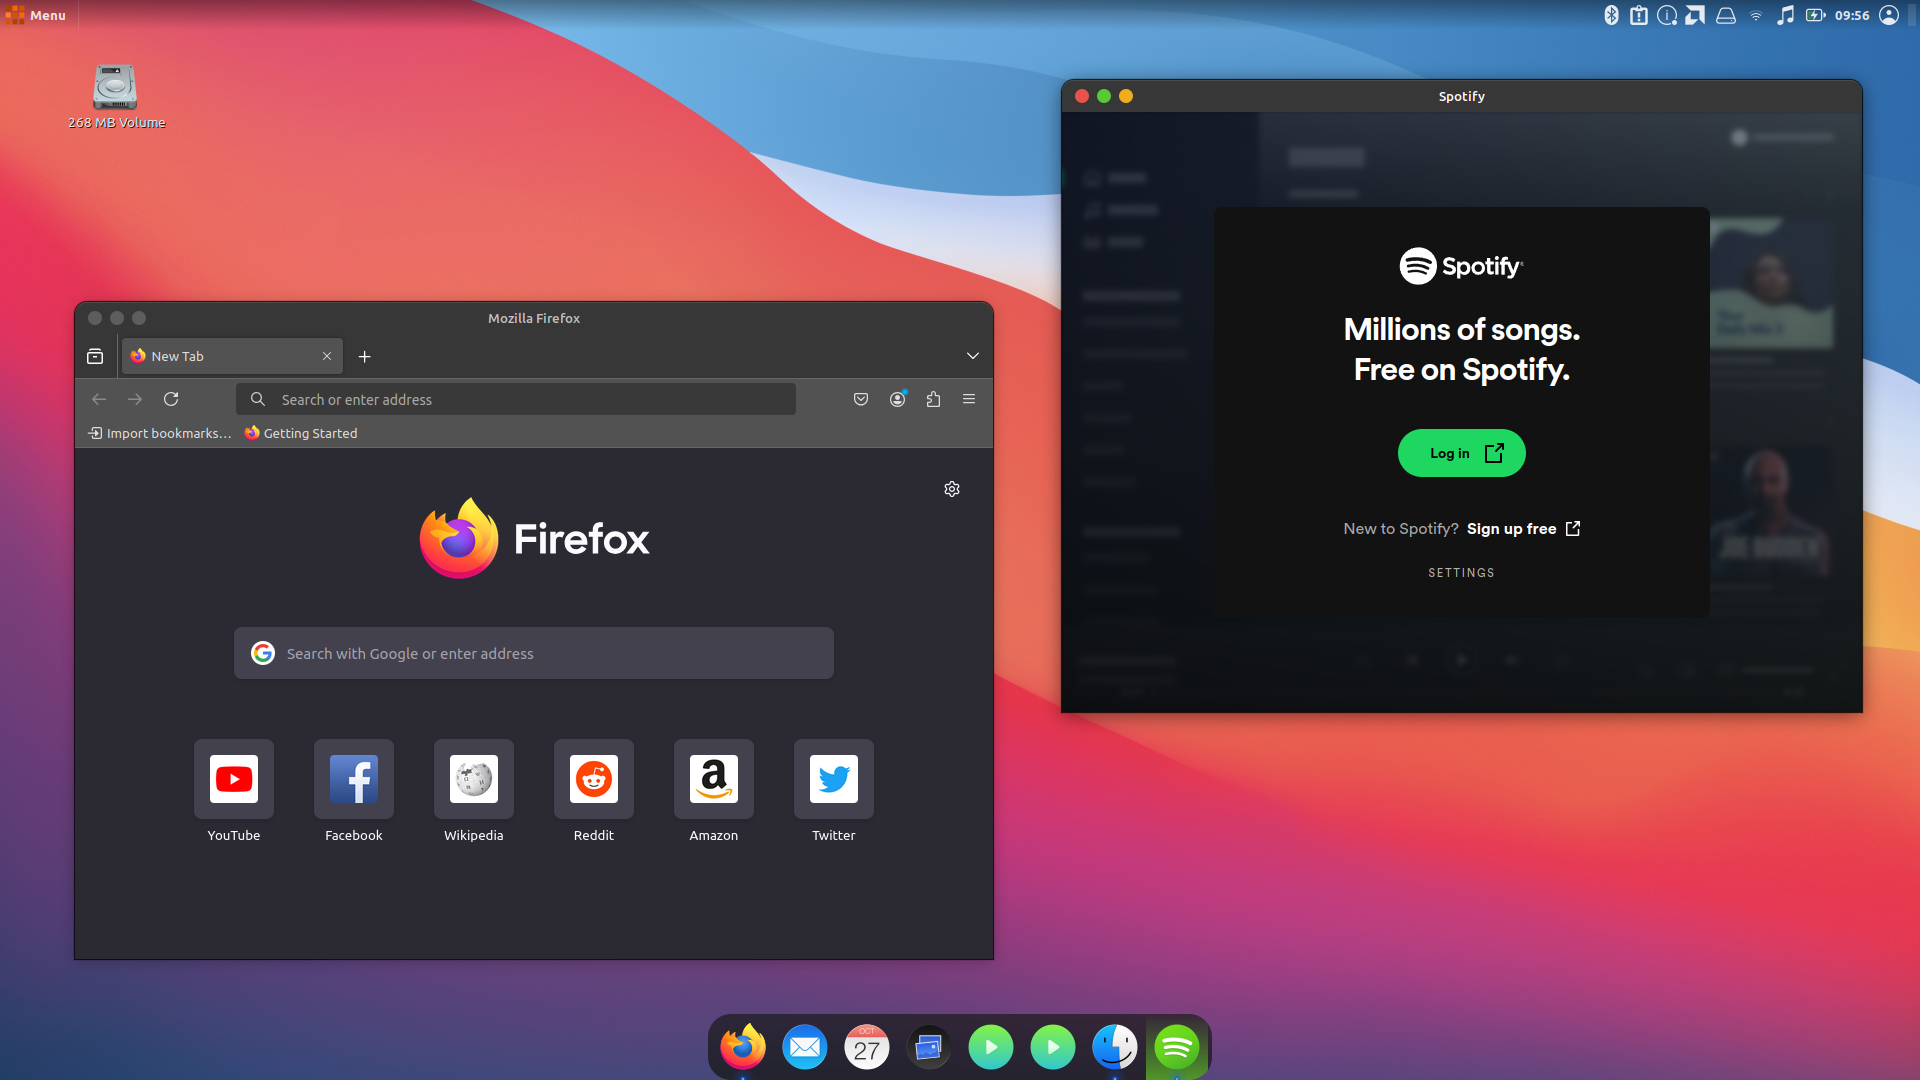 Menu
09:56
268 MB Volume
Spotify
Spotify
Millions of songs.
Free on Spotify.
Log in
New to Spotify? Sign up free
SETTINGS
JOE BUDDEN
Mozilla Firefox
New Tab
Search or enter address
Import bookmarks...
Getting Started
Firefox
Search with Google or enter address
YouTube
Facebook
Wikipedia
Reddit
Amazon
Twitter
OCT
27